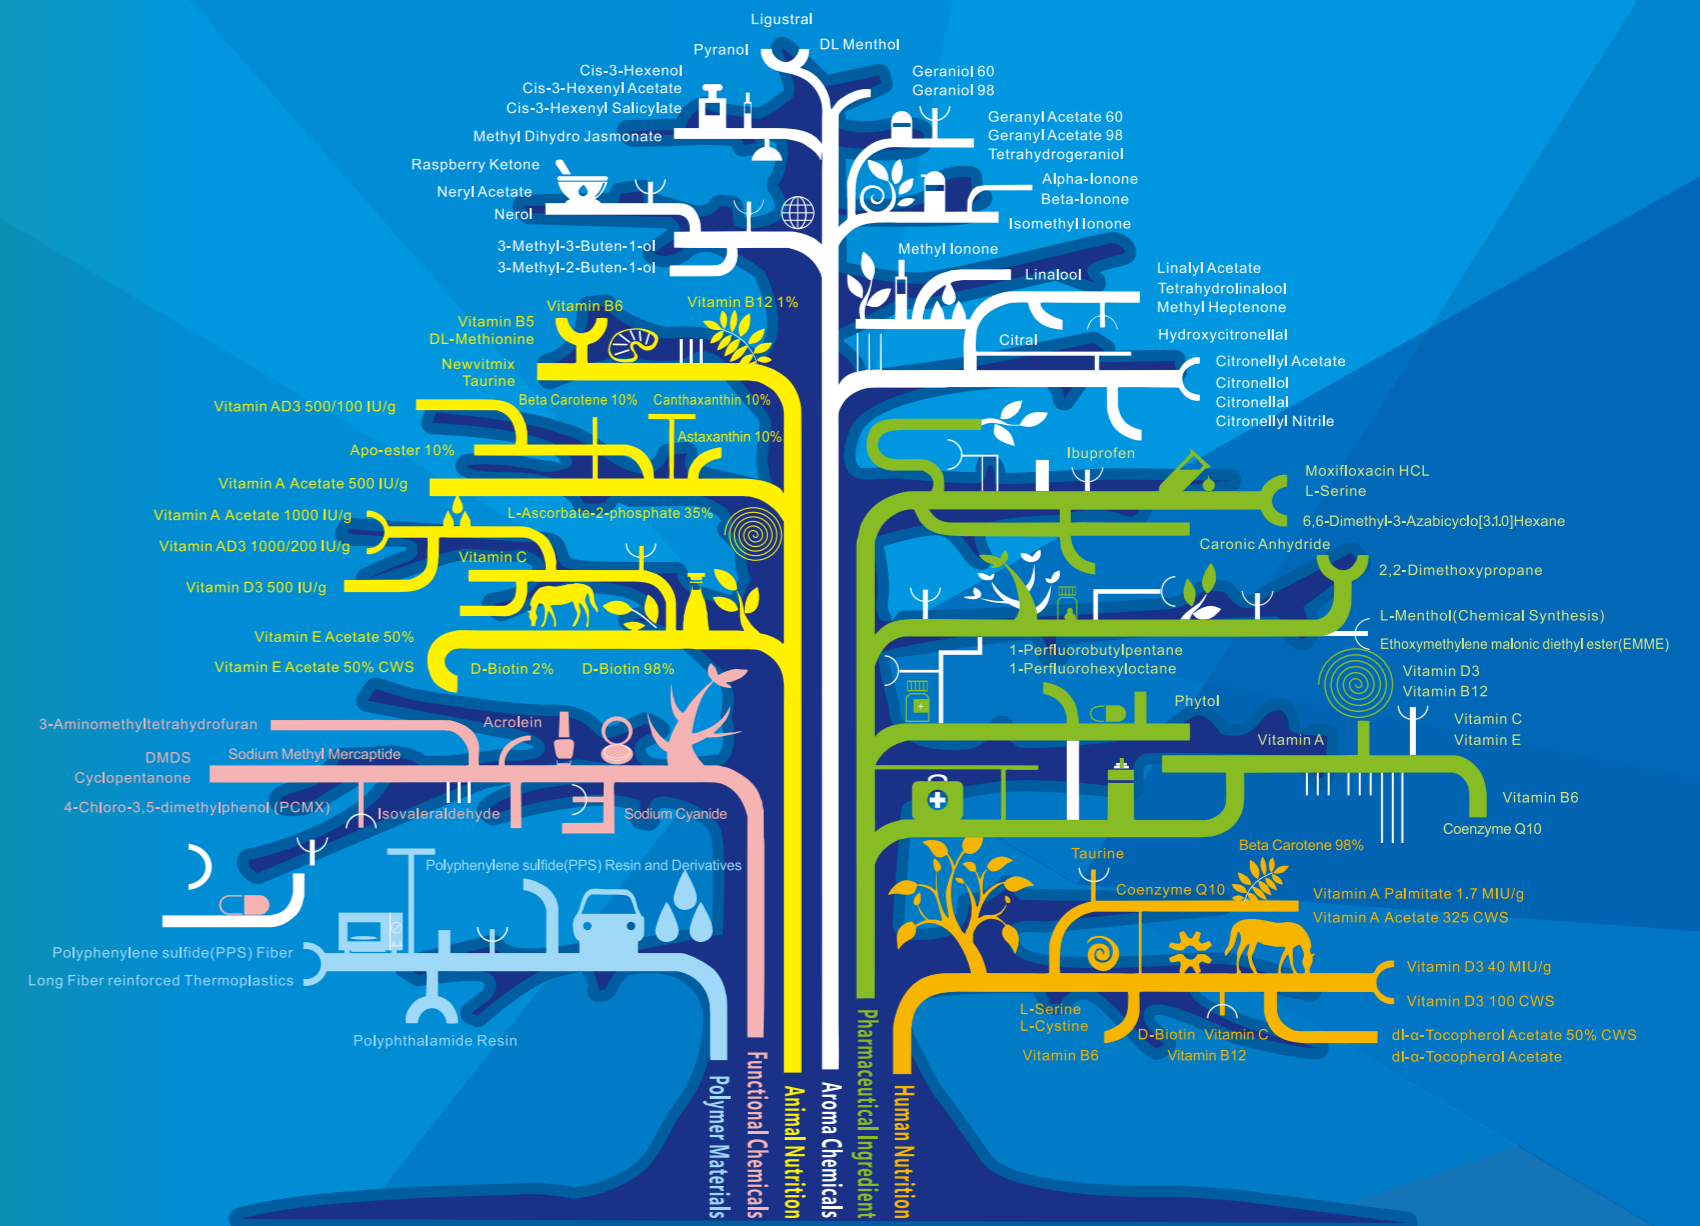 Ligustral
Pyranol
DL Menthol
Cis-3-Hexenol
Cis-3-Hexenyl Acetate
Cis-3-Hexenyl Salicylate
Methyl Dihydro Jasmonate
Raspberry Ketone
Neryl Acetate
Nerol
3-Methyl-3-Buten-1-ol
3-Methyl-2-Buten-1-ol
Geraniol 60
Geraniol 98
Geranyl Acetate 60
Geranyl Acetate 98
Tetrahydrogeraniol
Alpha-Ionone
Beta-Ionone
Isomethyl Ionone
Methyl Ionone
Linalool
Linalyl Acetate
Tetrahydrolinalool
Methyl Heptenone
Hydroxycitronellal
Citral
Citronellyl Acetate
Citronellol
Citronellal
Citronellyl Nitrile
Vitamin B6
Vitamin B12 1%
Vitamin B5
DL-Methionine
Newvitmix
Taurine
Beta Carotene 10%
Canthaxanthin 10%
Vitamin AD3 500/100 IU/g
Astaxanthin 10%
Apo-ester 10%
Vitamin A Acetate 500 IU/g
L-Ascorbate-2-phosphate 35%
Vitamin A Acetate 1000 IU/g
Vitamin AD3 1000/200 IU/g
Vitamin C
Vitamin D3 500 IU/g
Vitamin E Acetate 50%
Vitamin E Acetate 50% CWS
D-Biotin 2%
D-Biotin 98%
Ibuprofen
Moxifloxacin HCL
L-Serine
6,6-Dimethyl-3-Azabicyclo[3.1.0]Hexane
Caronic Anhydride
2,2-Dimethoxypropane
L-Menthol(Chemical Synthesis)
Ethoxymethylene malonic diethyl ester(EMME)
1-Perfluorobutylpentane
1-Perfluorohexyloctane
Phytol
Vitamin D3
Vitamin B12
Vitamin C
Vitamin E
Vitamin A
Vitamin B6
Coenzyme Q10
3-Aminomethyltetrahydrofuran
Acrolein
DMDS
Sodium Methyl Mercaptide
Cyclopentanone
4-Chloro-3,5-dimethylphenol (PCMX)
Isovaleraldehyde
Sodium Cyanide
Polyphenylene sulfide(PPS) Resin and Derivatives
Polyphenylene sulfide(PPS) Fiber
Long Fiber reinforced Thermoplastics
Polyphthalamide Resin
Taurine
Beta Carotene 98%
Coenzyme Q10
Vitamin A Palmitate 1.7 MIU/g
Vitamin A Acetate 325 CWS
Vitamin D3 40 MIU/g
Vitamin D3 100 CWS
L-Serine
L-Cystine
Vitamin B6
D-Biotin
Vitamin C
Vitamin B12
dl-α-Tocopherol Acetate 50% CWS
dl-α-Tocopherol Acetate
Polymer Materials
Functional Chemicals
Animal Nutrition
Aroma Chemicals
Pharmaceutical Ingredient
Human Nutrition